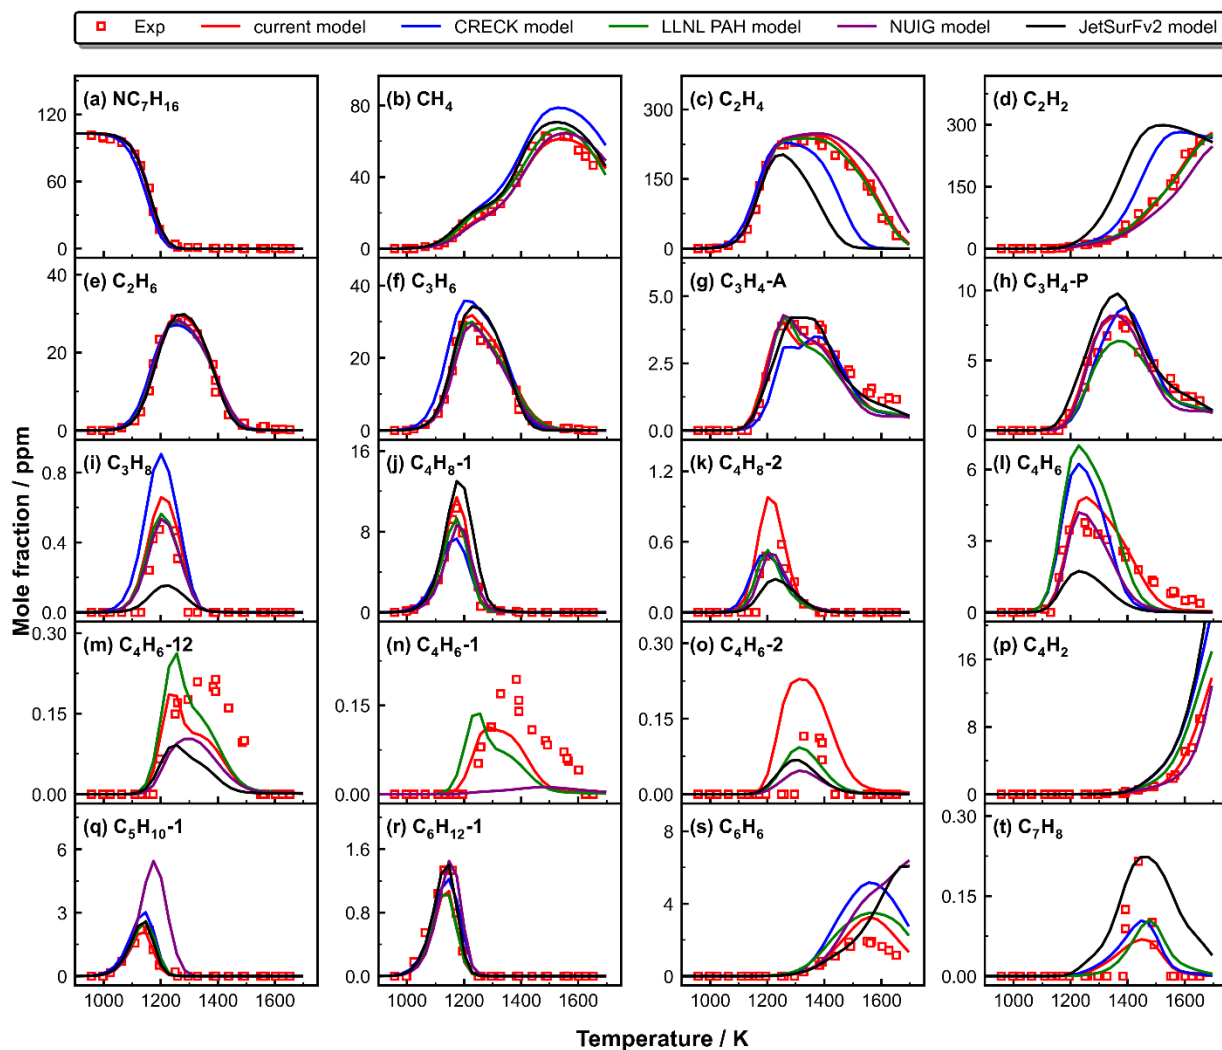 Exp current model CRECK model LLNL PAH model NUIG model JetSurFv2 model
(a) NC₇H₁₆ (b) CH₄ (c) C₂H₄ (d) C₂H₂
120 80 300 300
60 40 150 150
0 0 0 0
(e) C₂H₆ (f) C₃H₆ (g) C₃H₄-A (h) C₃H₄-P
40 40 5.0 10
20 20 2.5 5
0 0 0.0 0
(i) C₃H₈ (j) C₄H₈-1 (k) C₄H₈-2 (l) C₄H₆
0.8 16 1.2 6
0.4 8 0.6 3
0.0 0 0.0 0
(m) C₄H₆-12 (n) C₄H₆-1 (o) C₄H₆-2 (p) C₄H₂
0.30 0.30 16
0.15 0.15 0.15 8
0.00 0.00 0.00 0
(q) C₅H₁₀-1 (r) C₆H₁₂-1 (s) C₆H₆ (t) C₇H₈
6 1.6 8 0.30
3 0.8 4 0.15
0 0.0 0 0.00
1000 1200 1400 1600 1000 1200 1400 1600 1000 1200 1400 1600 1000 1200 1400 1600
Mole fraction / ppm
Temperature / K